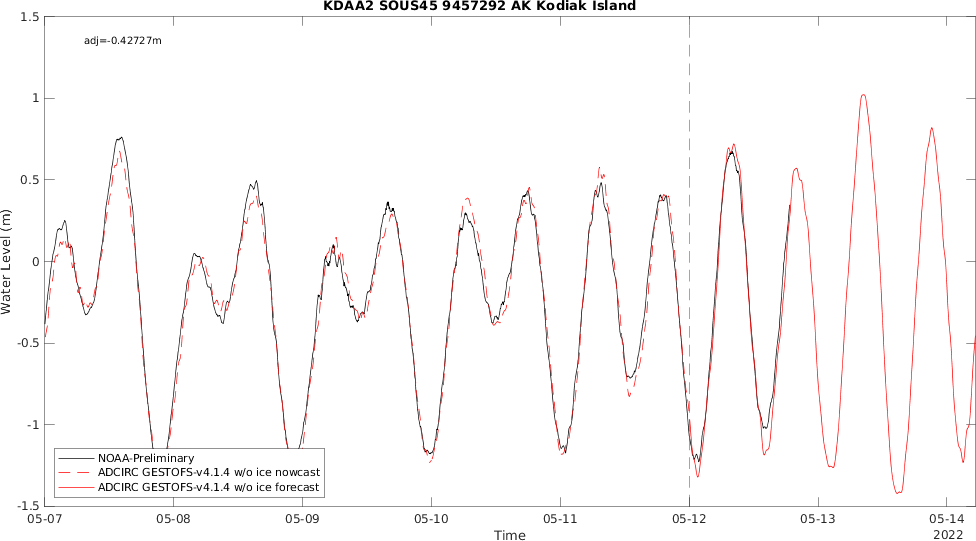 KDAA2 SOUS45 9457292 AK Kodiak Island
adj=-0.42727m
1.5
1
0.5
0
-0.5
-1
-1.5
Water Level (m)
NOAA-Preliminary
ADCIRC GESTOFS-v4.1.4 w/o ice nowcast
ADCIRC GESTOFS-v4.1.4 w/o ice forecast
05-07 05-08 05-09 05-10 05-11 05-12 05-13 05-14
Time
2022